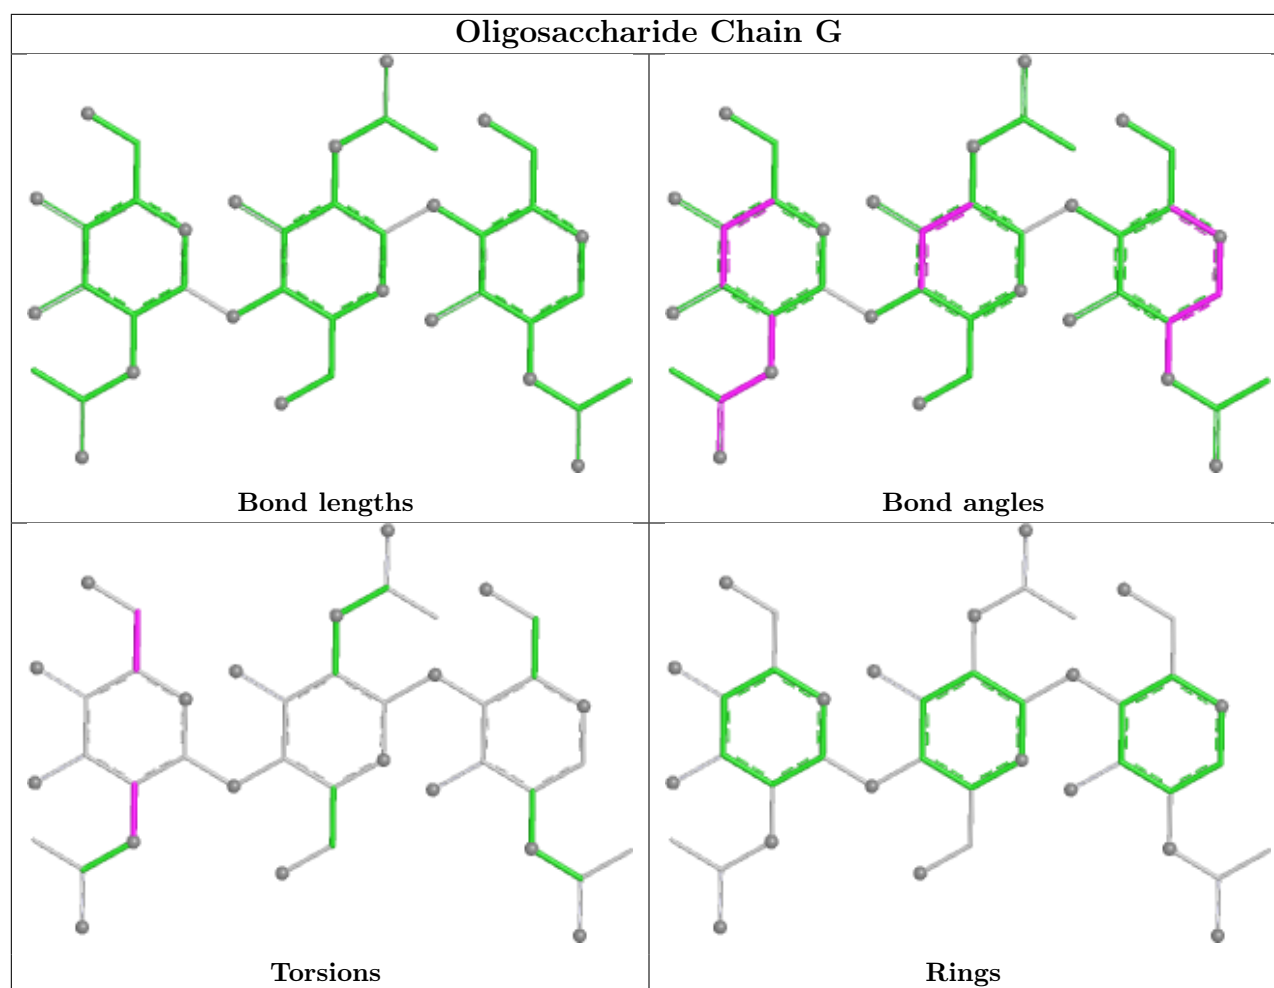 Oligosaccharide Chain G
Bond lengths
Bond angles
Torsions
Rings